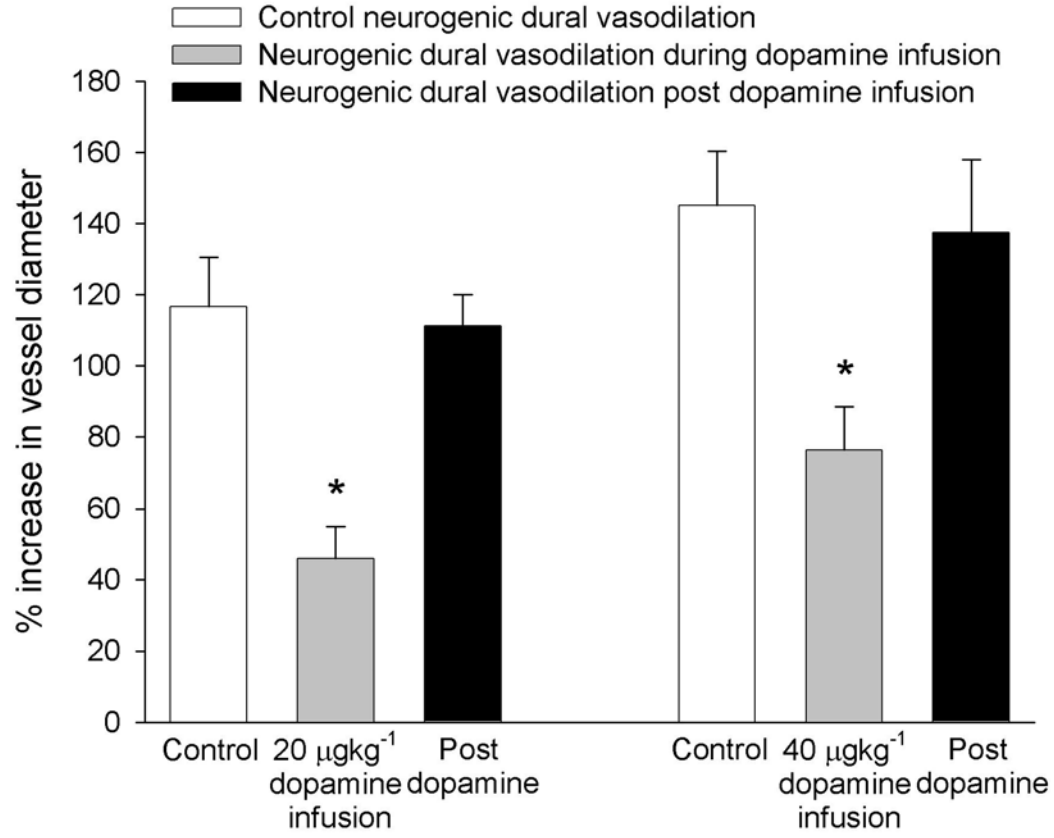 Control neurogenic dural vasodilation
Neurogenic dural vasodilation during dopamine infusion
Neurogenic dural vasodilation post dopamine infusion
% increase in vessel diameter
180
160
140
120
100
80
60
40
20
0
*
*
Control
20 µgkg⁻¹
dopamine
infusion
Post
dopamine
Control
40 µgkg⁻¹
dopamine
infusion
Post
dopamine